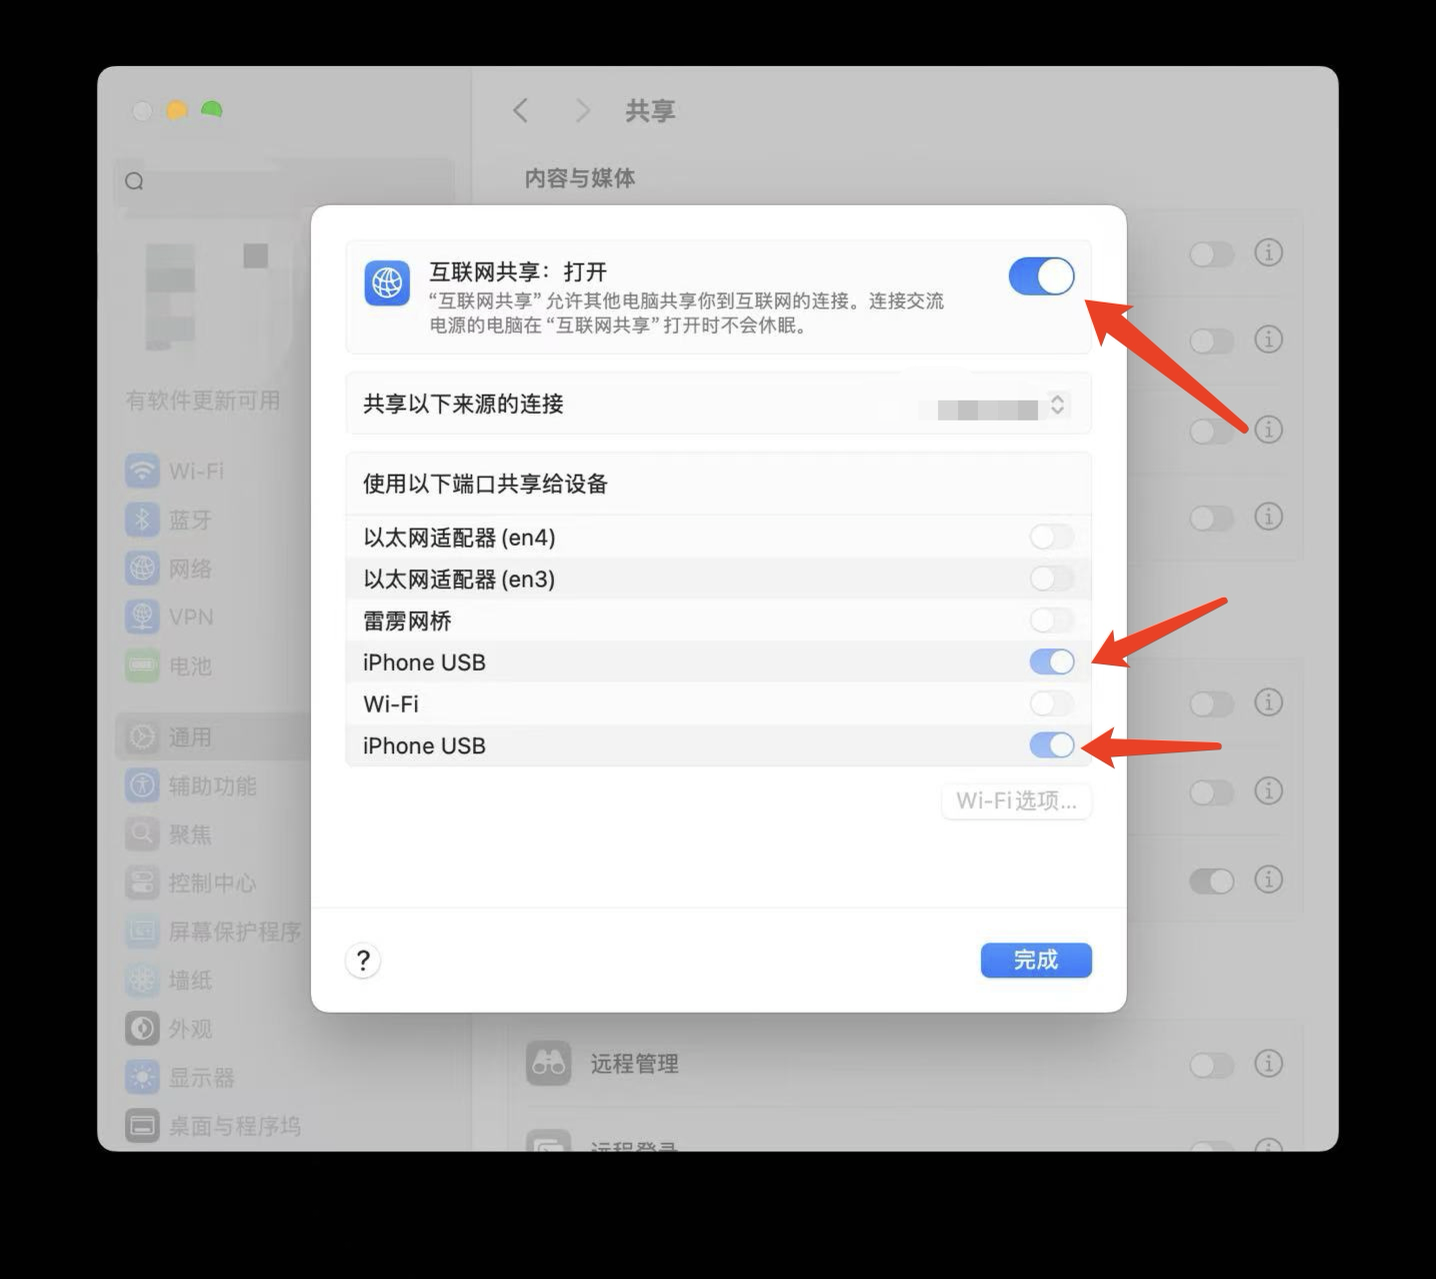 共享
内容与媒体
有软件更新可用
Wi-Fi
蓝牙
网络
VPN
电池
通用
辅助功能
聚焦
控制中心
屏幕保护程序
墙纸
外观
显示器
桌面与程序坞
互联网共享：打开
“互联网共享”允许其他电脑共享你到互联网的连接。连接交流
电源的电脑在“互联网共享”打开时不会休眠。
共享以下来源的连接
使用以下端口共享给设备
以太网适配器 (en4)
以太网适配器 (en3)
雷雳网桥
iPhone USB
Wi-Fi
iPhone USB
Wi-Fi选项...
?
完成
远程管理
远程登录